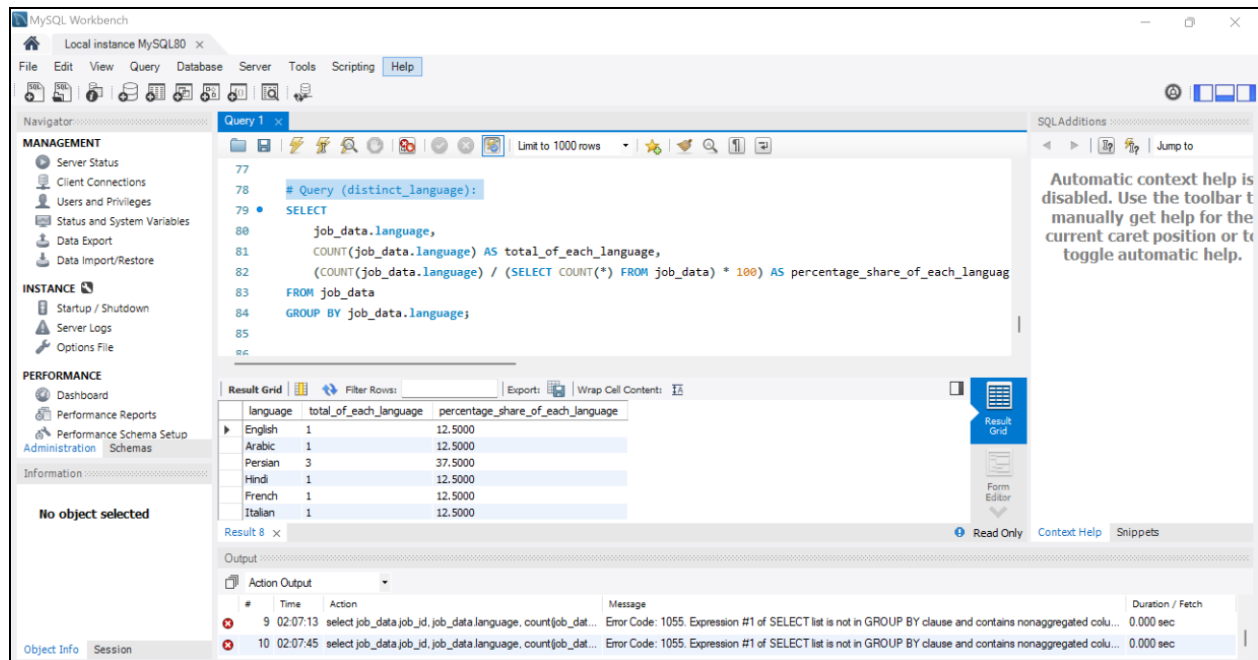 MySQL Workbench
Local instance MySQL80
File Edit View Query Database Server Tools Scripting Help
Navigator
MANAGEMENT
Server Status
Client Connections
Users and Privileges
Status and System Variables
Data Export
Data Import/Restore
INSTANCE
Startup / Shutdown
Server Logs
Options File
PERFORMANCE
Dashboard
Performance Reports
Performance Schema Setup
Administration Schemas
Information
No object selected
Object Info Session
Query 1
Limit to 1000 rows
77
78 # Query (distinct_language):
79 SELECT
80 job_data.language,
81 COUNT(job_data.language) AS total_of_each_language,
82 (COUNT(job_data.language) / (SELECT COUNT(*) FROM job_data) * 100) AS percentage_share_of_each_languag
83 FROM job_data
84 GROUP BY job_data.language;
85
86
Result Grid Filter Rows: Export: Wrap Cell Content:
language total_of_each_language percentage_share_of_each_language
English 1 12.5000
Arabic 1 12.5000
Persian 3 37.5000
Hindi 1 12.5000
French 1 12.5000
Italian 1 12.5000
Result Grid
Form Editor
Result 8 Read Only
Output
Action Output
# Time Action Message Duration / Fetch
9 02:07:13 select job_data.job_id, job_data.language, count(job_dat... Error Code: 1055. Expression #1 of SELECT list is not in GROUP BY clause and contains nonaggregated colu... 0.000 sec
10 02:07:45 select job_data.job_id, job_data.language, count(job_dat... Error Code: 1055. Expression #1 of SELECT list is not in GROUP BY clause and contains nonaggregated colu... 0.000 sec
SQLAdditions
Jump to
Automatic context help is
disabled. Use the toolbar t
manually get help for the
current caret position or to
toggle automatic help.
Context Help Snippets